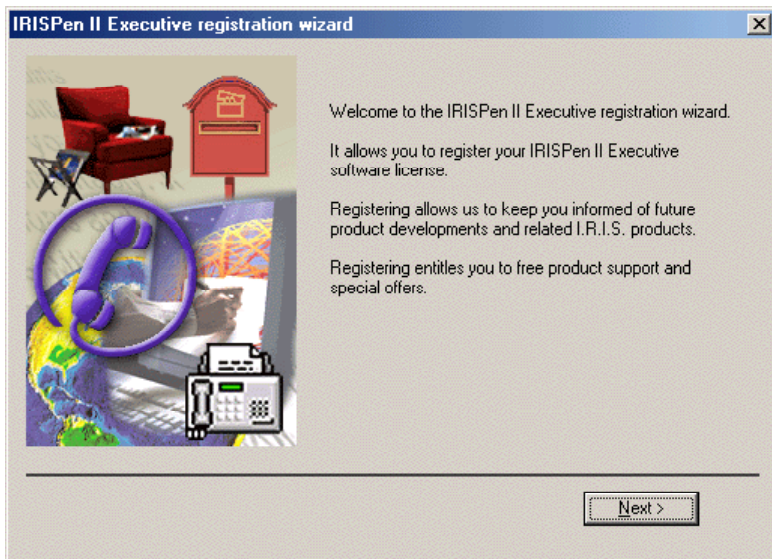 IRISPen II Executive registration wizard
Welcome to the IRISPen II Executive registration wizard.
It allows you to register your IRISPen II Executive
software license.
Registering allows us to keep you informed of future
product developments and related I.R.I.S. products.
Registering entitles you to free product support and
special offers.
Next >